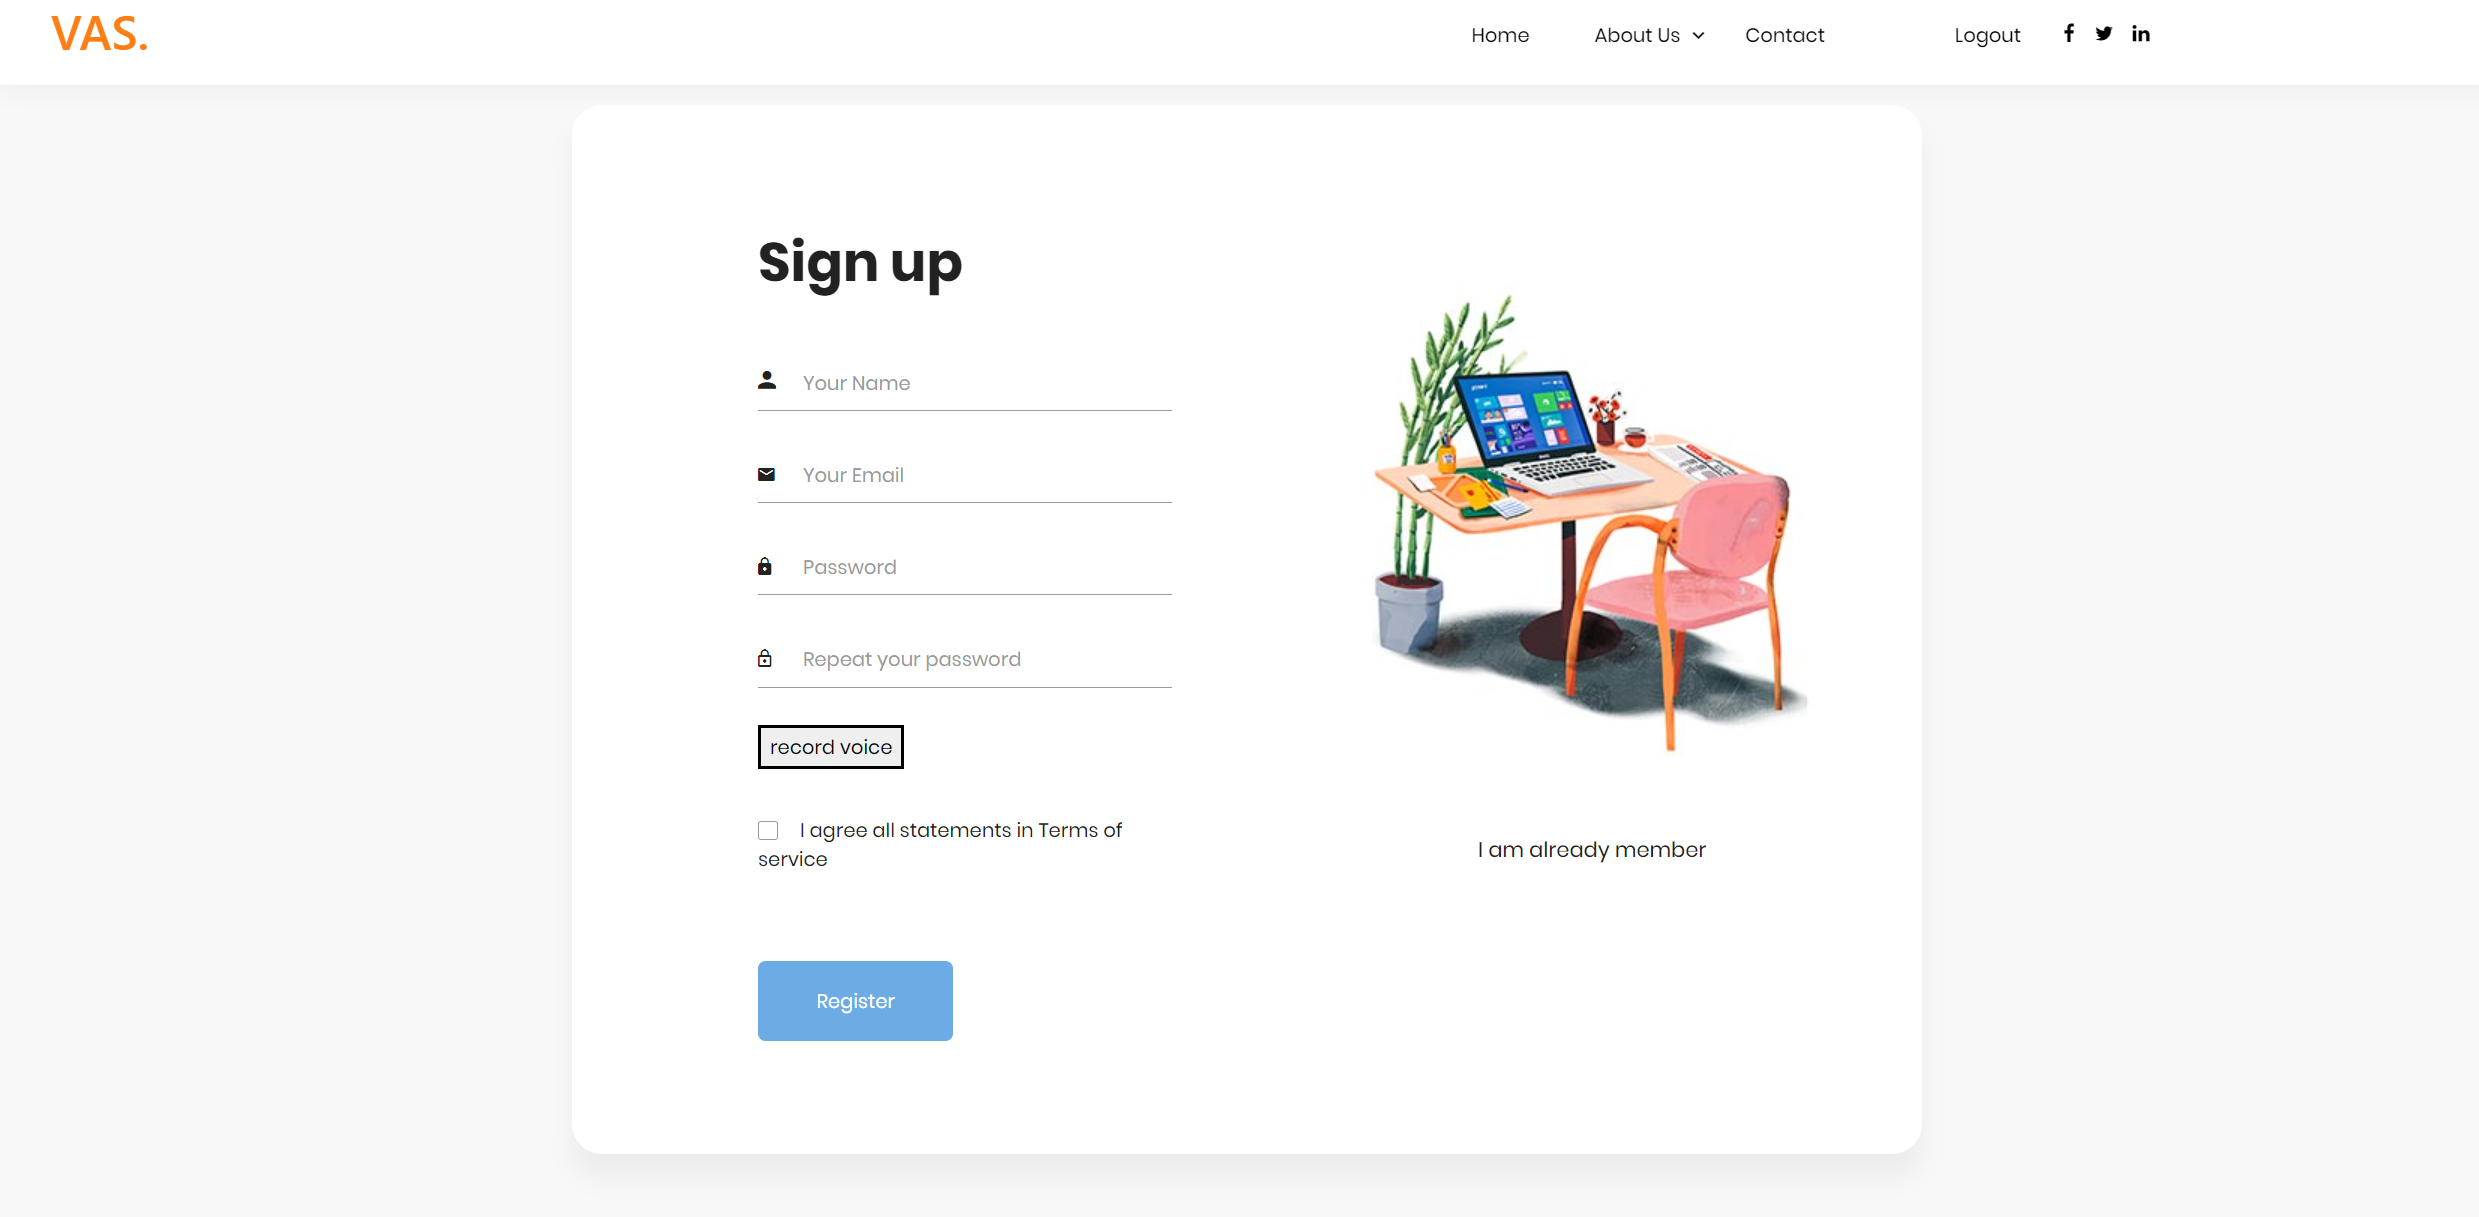 VAS.
Home About Us Contact Logout
Sign up
Your Name
Your Email
Password
Repeat your password
record voice
I agree all statements in Terms of
service
I am already member
Register